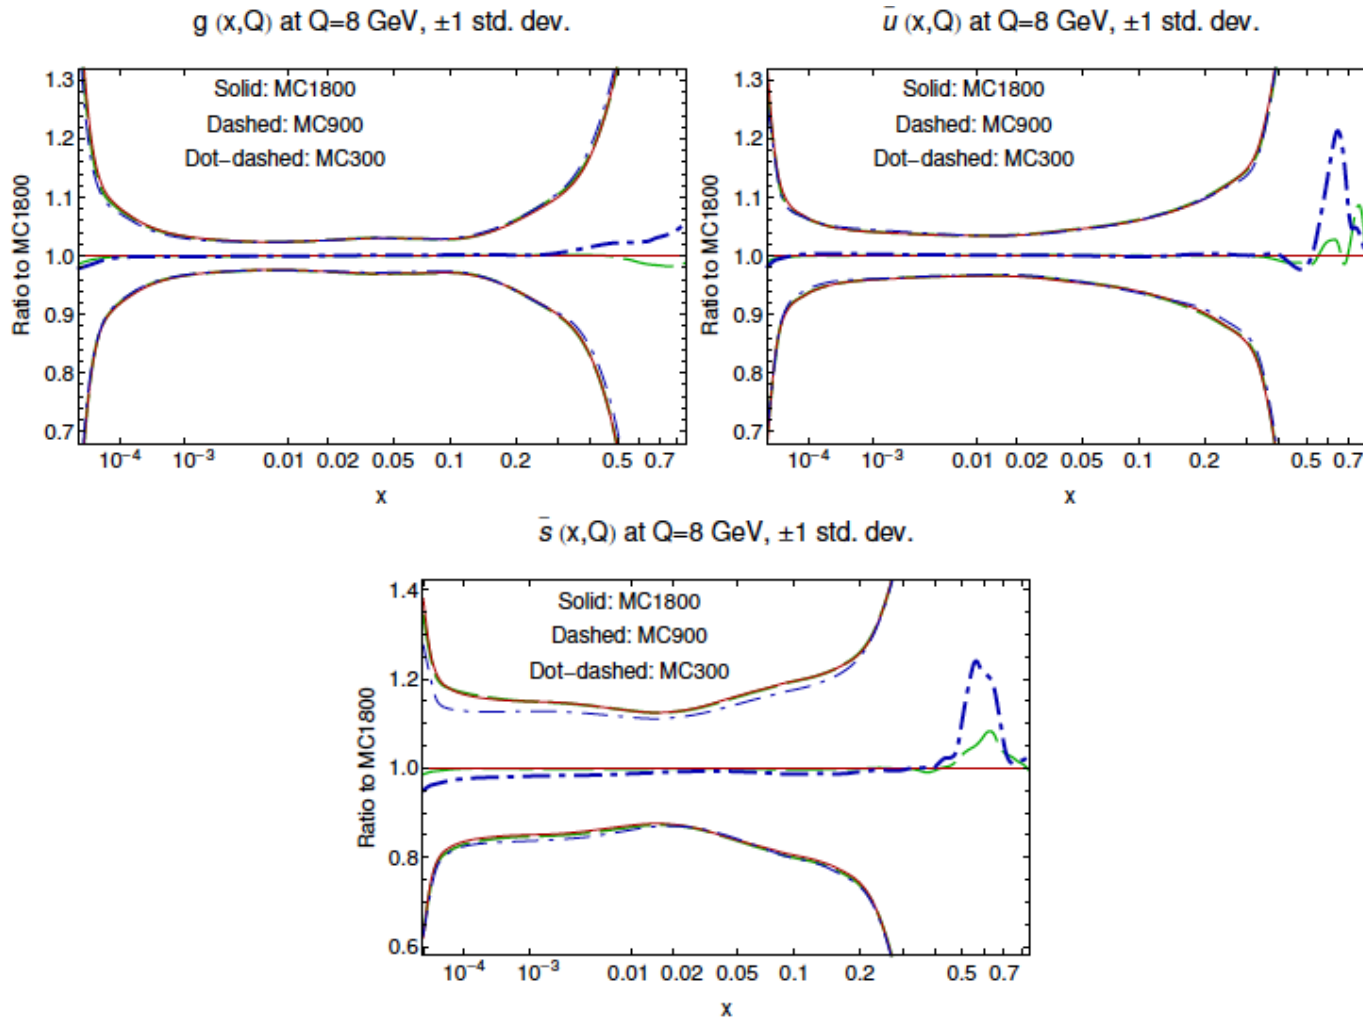 g (x,Q) at Q=8 GeV, ±1 std. dev.
Solid: MC1800
Dashed: MC900
Dot-dashed: MC300
Ratio to MC1800
1.3
1.2
1.1
1.0
0.9
0.8
0.7
10⁻⁴ 10⁻³ 0.01 0.02 0.05 0.1 0.2 0.5 0.7
x
ū (x,Q) at Q=8 GeV, ±1 std. dev.
Solid: MC1800
Dashed: MC900
Dot-dashed: MC300
Ratio to MC1800
1.3
1.2
1.1
1.0
0.9
0.8
0.7
10⁻⁴ 10⁻³ 0.01 0.02 0.05 0.1 0.2 0.5 0.7
x
s̄ (x,Q) at Q=8 GeV, ±1 std. dev.
Solid: MC1800
Dashed: MC900
Dot-dashed: MC300
Ratio to MC1800
1.4
1.2
1.0
0.8
0.6
10⁻⁴ 10⁻³ 0.01 0.02 0.05 0.1 0.2 0.5 0.7
x